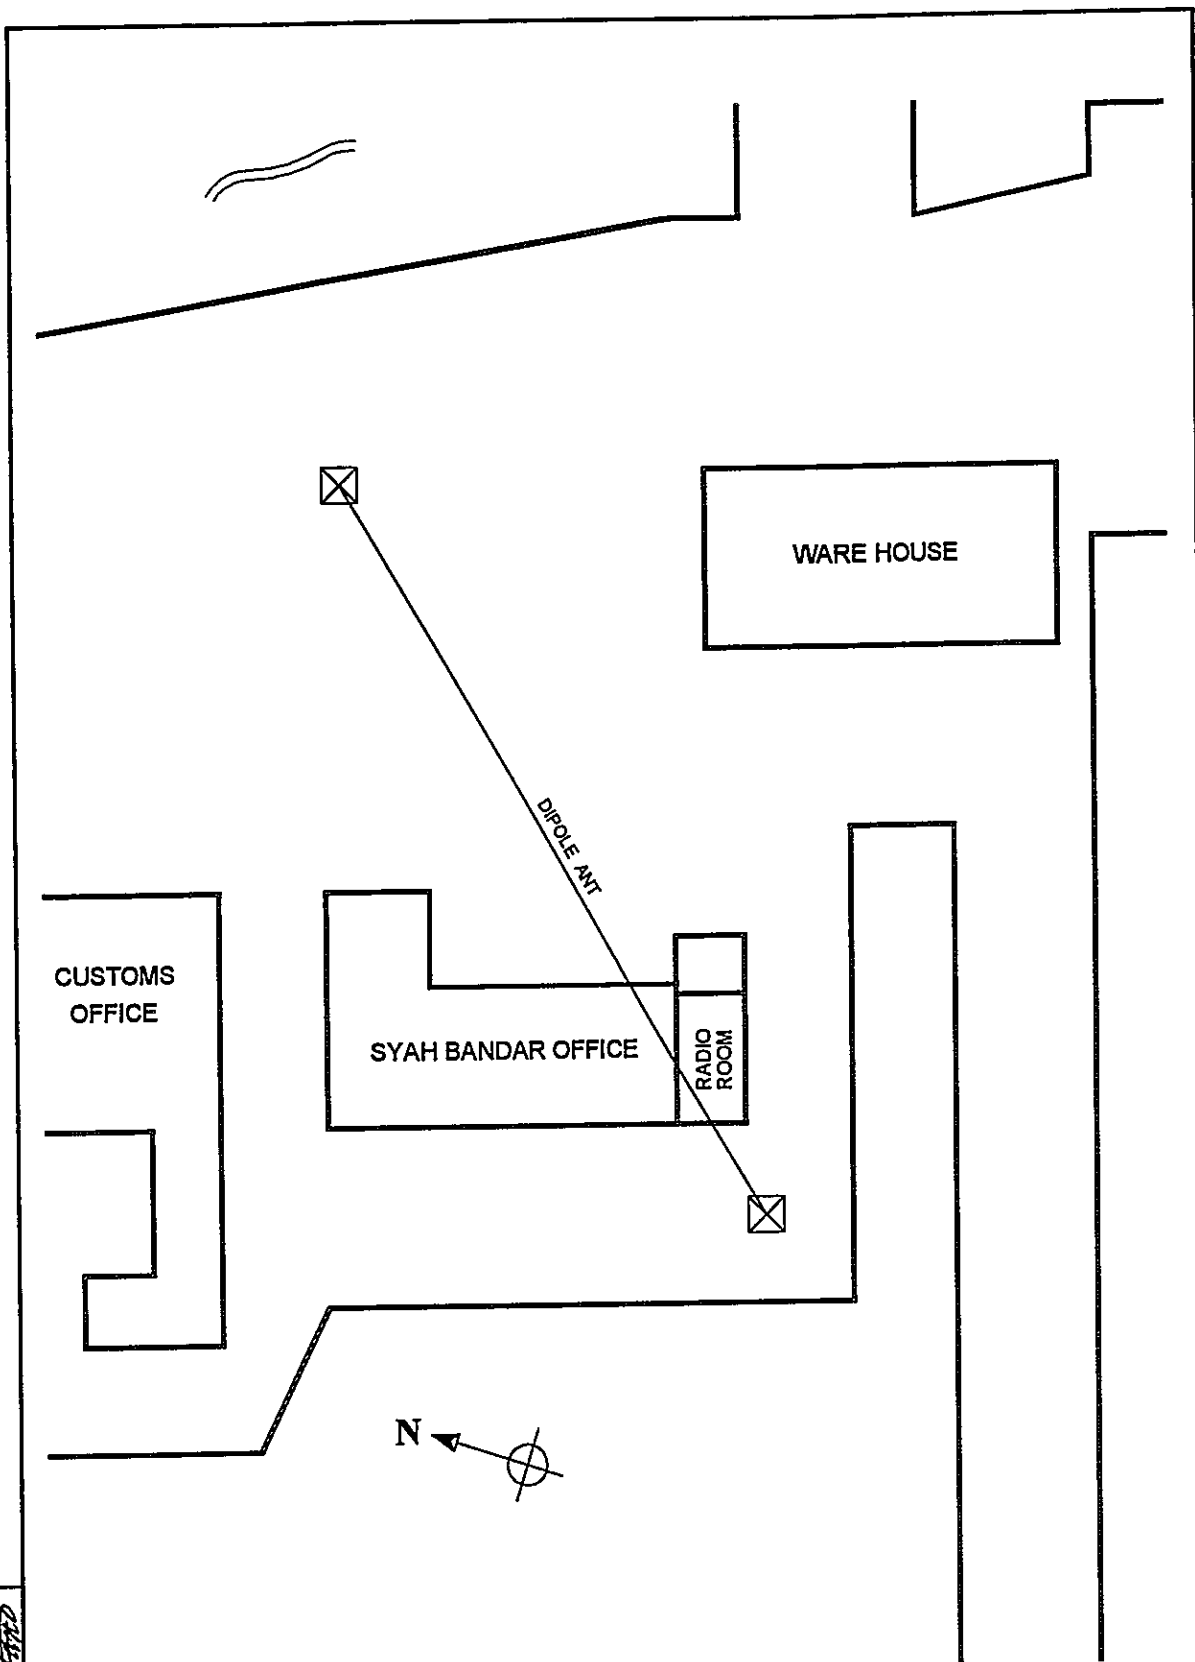 WARE HOUSE
DIPOLE ANT
CUSTOMS
OFFICE
SYAH BANDAR OFFICE
RADIO
ROOM
N